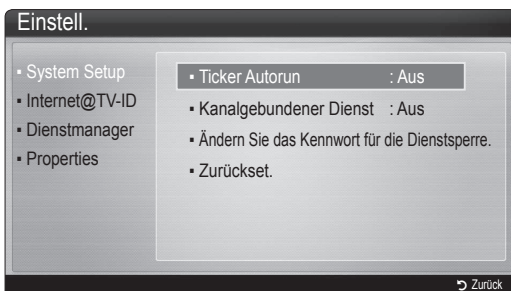 Einstell.
▪ System Setup
▪ Internet@TV-ID
▪ Dienstmanager
▪ Properties
▪ Ticker Autorun : Aus
▪ Kanalgebundener Dienst : Aus
▪ Ändern Sie das Kennwort für die Dienstsperre.
▪ Zurückset.
Zurück